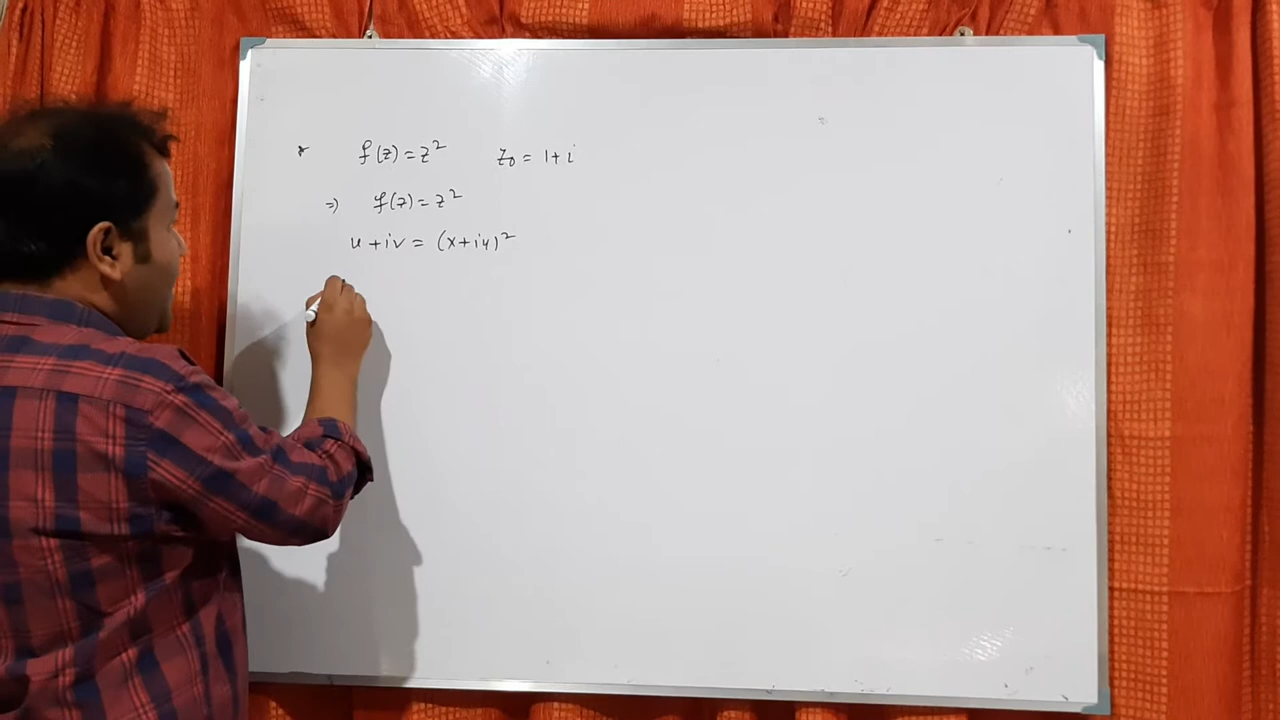 * f(z) = z² z₀ = 1 + i
⇒) f(z) = z²
u + iv = (x + iy)²